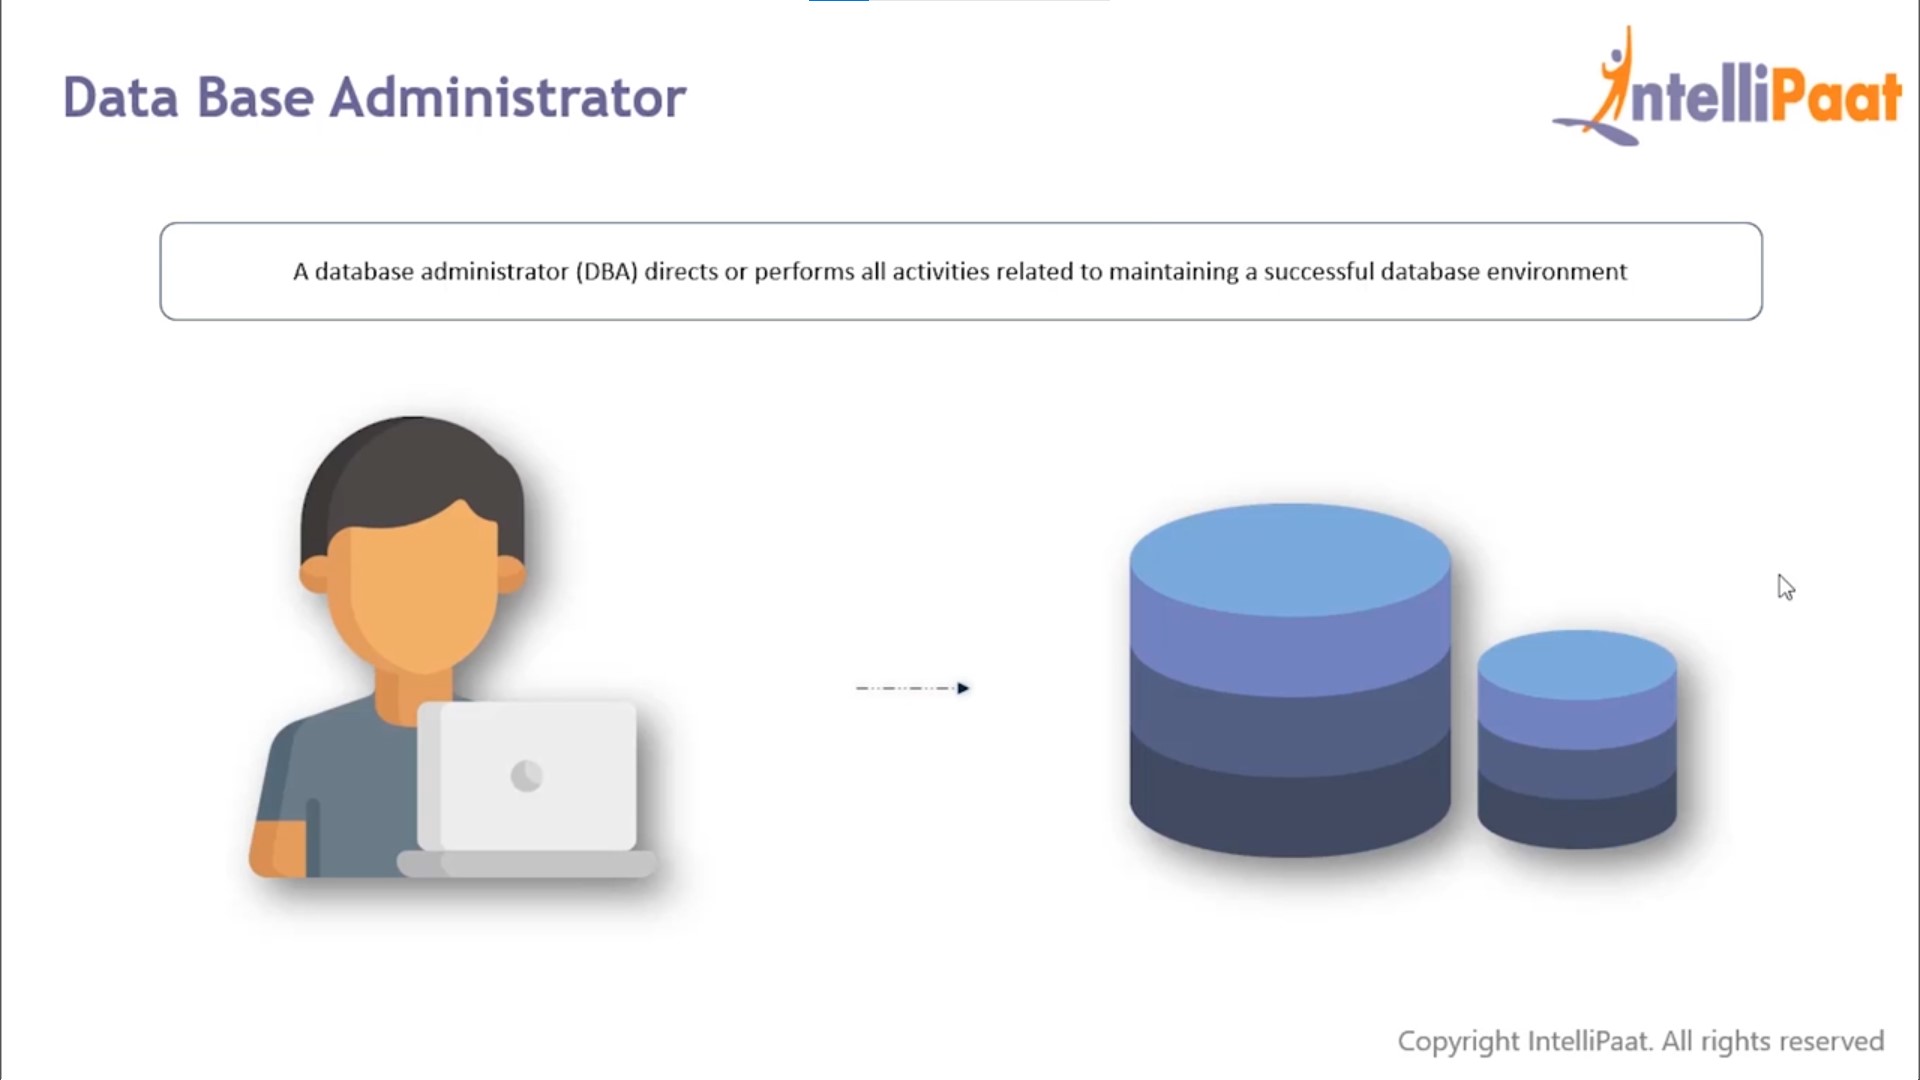 Data Base Administrator
IntelliPaat
A database administrator (DBA) directs or performs all activities related to maintaining a successful database environment
Copyright IntelliPaat. All rights reserved